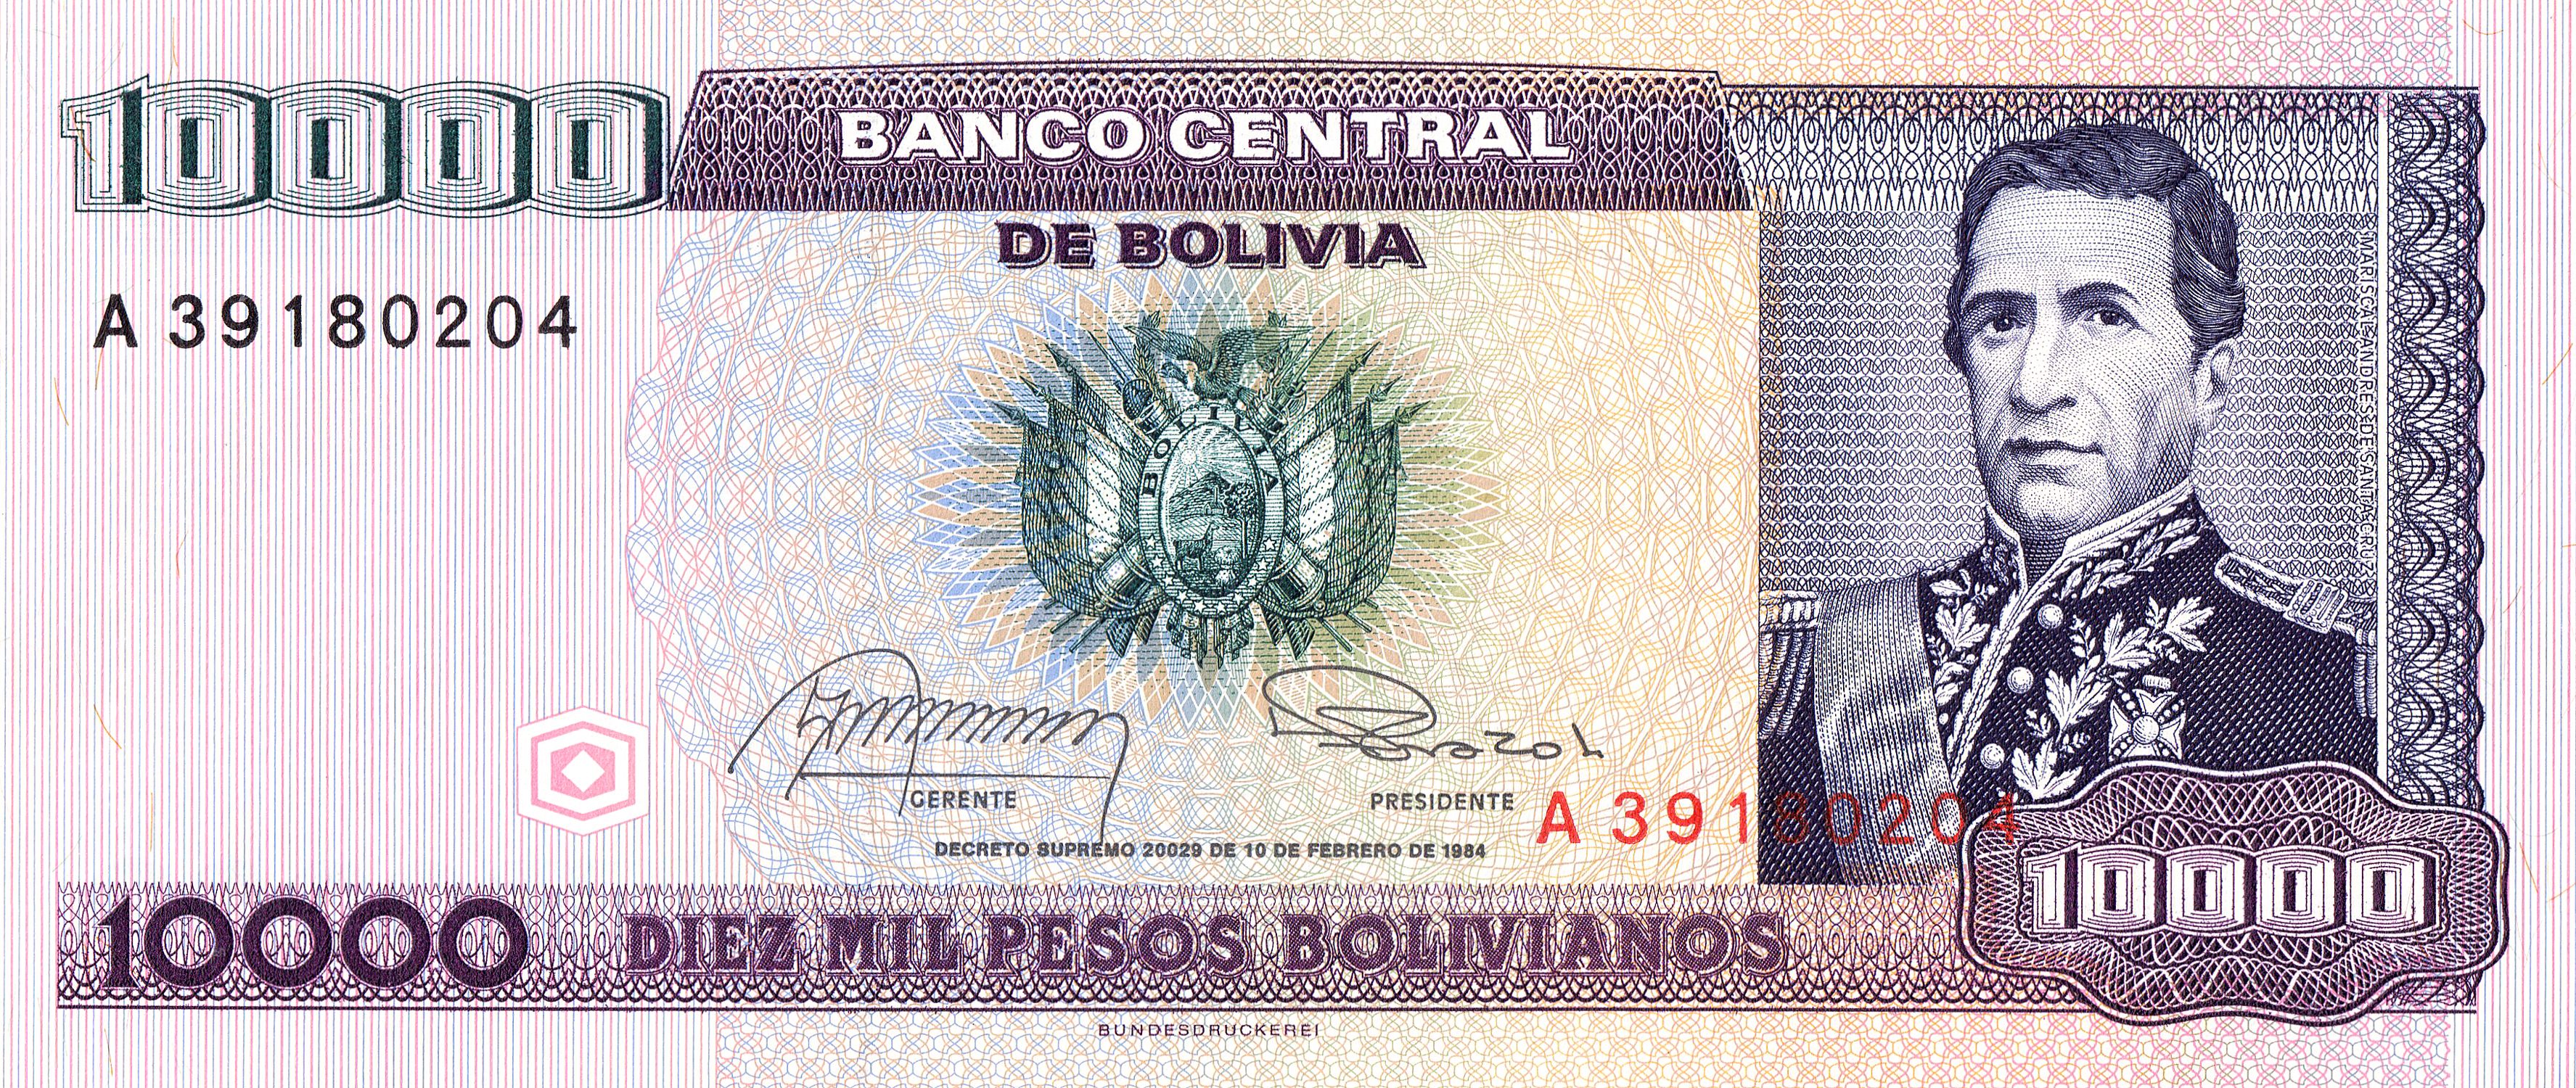 10000
BANCO CENTRAL
DE BOLIVIA
A 39180204
MARISCAL ANDRES DE SANTA CRUZ
BOLIVIA
GERENTE
PRESIDENTE
A 39180204
DECRETO SUPREMO 20029 DE 10 DE FEBRERO DE 1984
10000
10000 DIEZ MIL PESOS BOLIVIANOS
BUNDESDRUCKEREI